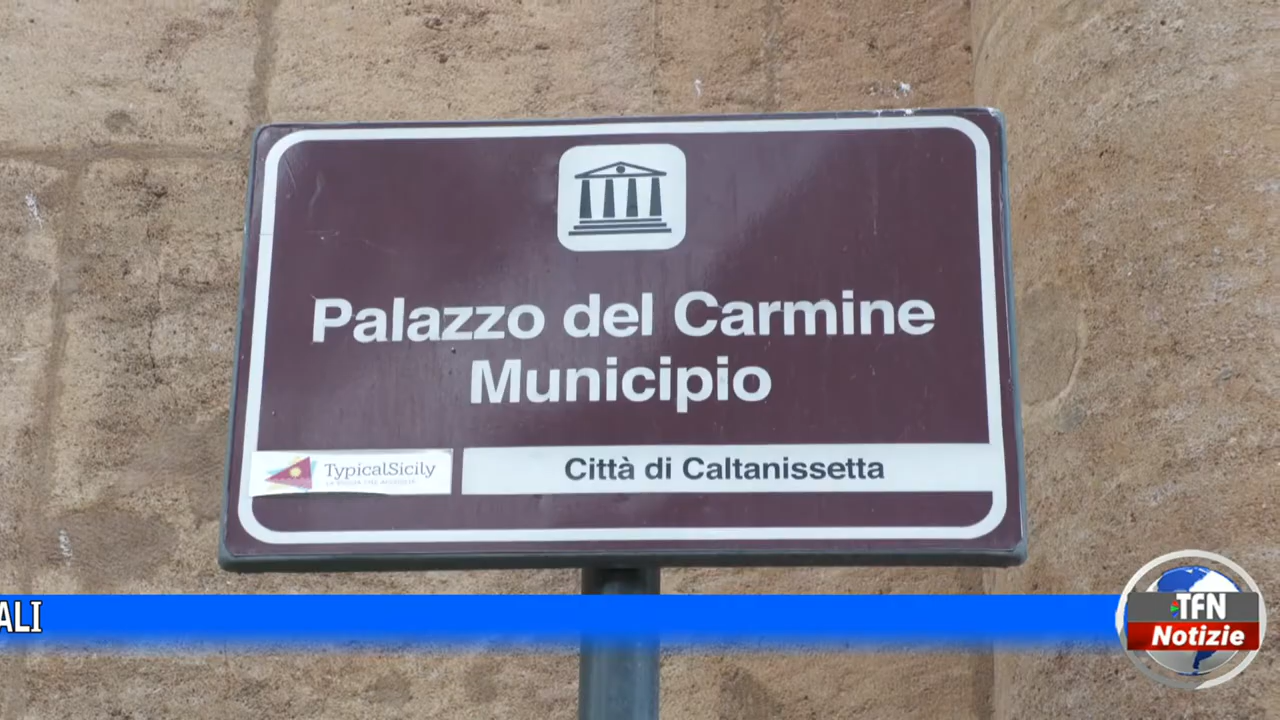 Palazzo del Carmine
Municipio
TypicalSicily
Città di Caltanissetta
ALI
TFN
Notizie